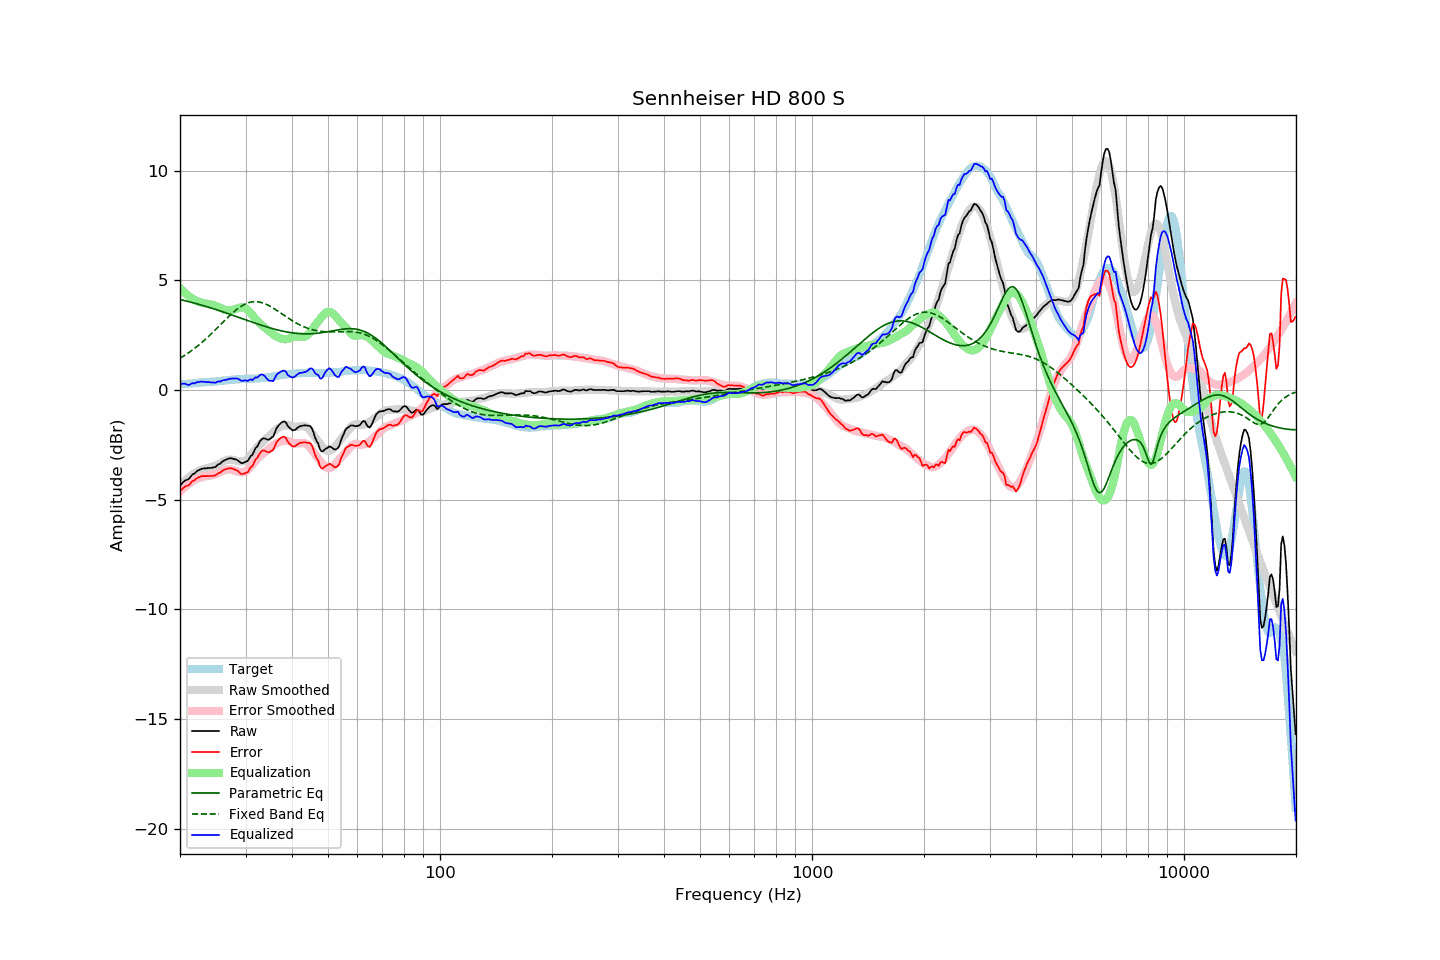 Sennheiser HD 800 S
Amplitude (dBr)
10
5
0
−5
−10
−15
−20
Target
Raw Smoothed
Error Smoothed
Raw
Error
Equalization
Parametric Eq
Fixed Band Eq
Equalized
100
1000
10000
Frequency (Hz)